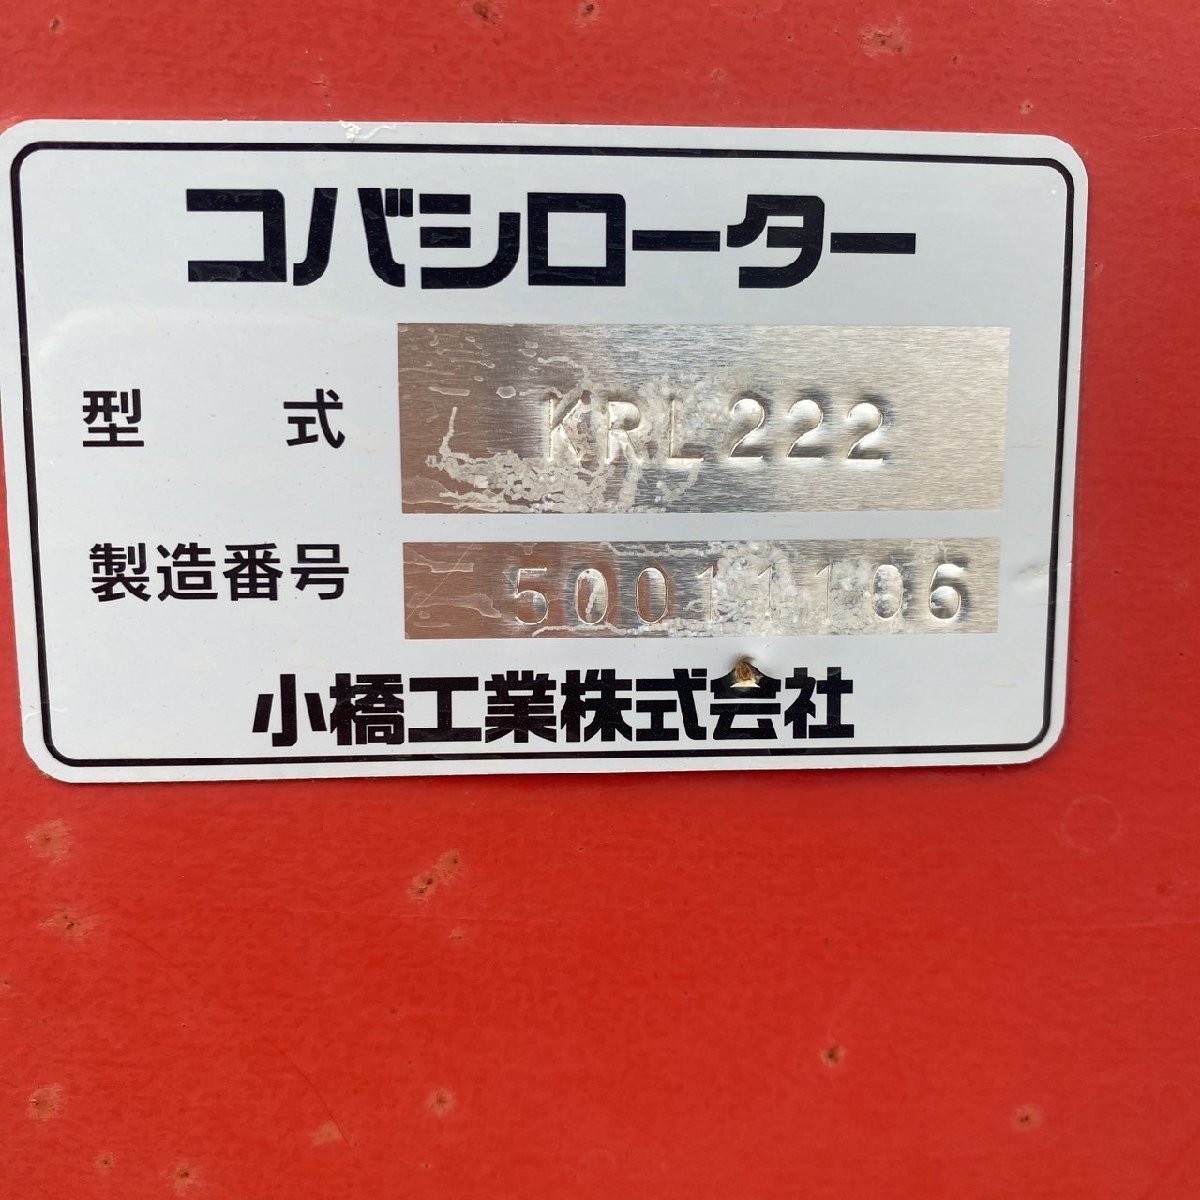 コバシローター
型 式 KRL222
製造番号 50011106
小橋工業株式会社